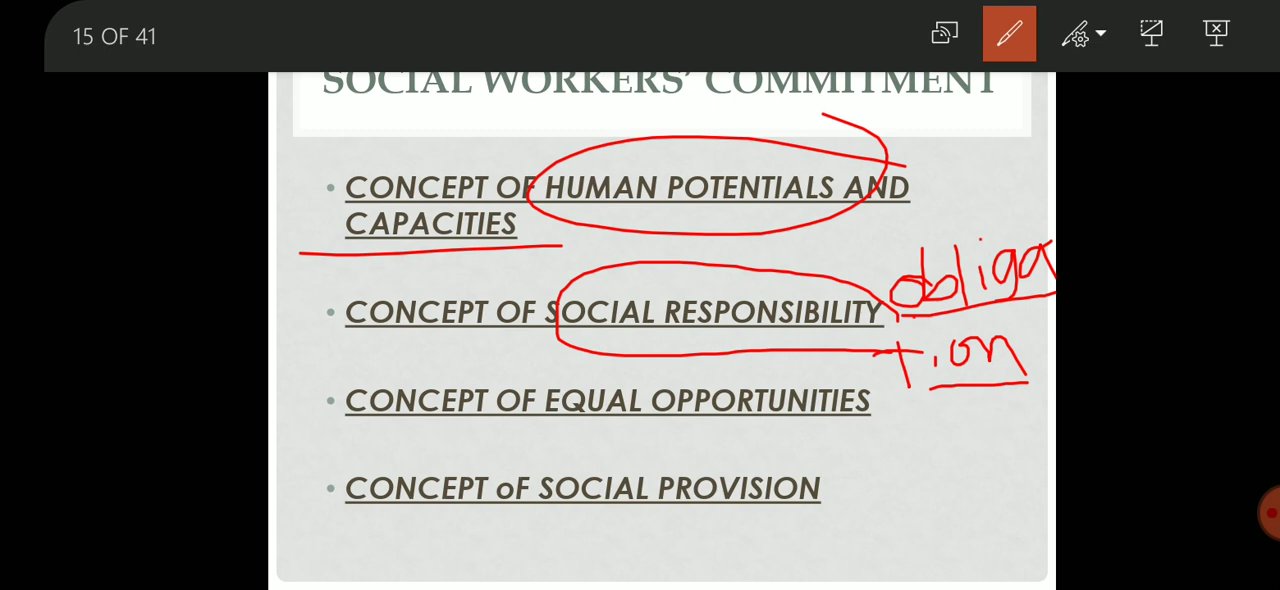 15 OF 41
SOCIAL WORKERS' COMMITMENT
• CONCEPT OF HUMAN POTENTIALS AND
CAPACITIES
• CONCEPT OF SOCIAL RESPONSIBILITY
obliga
tion
• CONCEPT OF EQUAL OPPORTUNITIES
• CONCEPT oF SOCIAL PROVISION